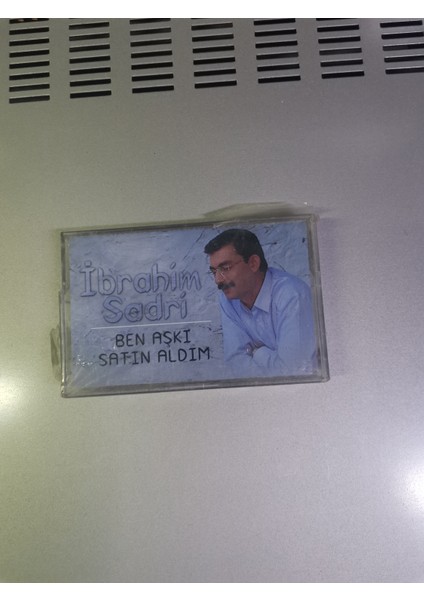 İbrahim
Sadri
BEN AŞKI
SATIN ALDIM